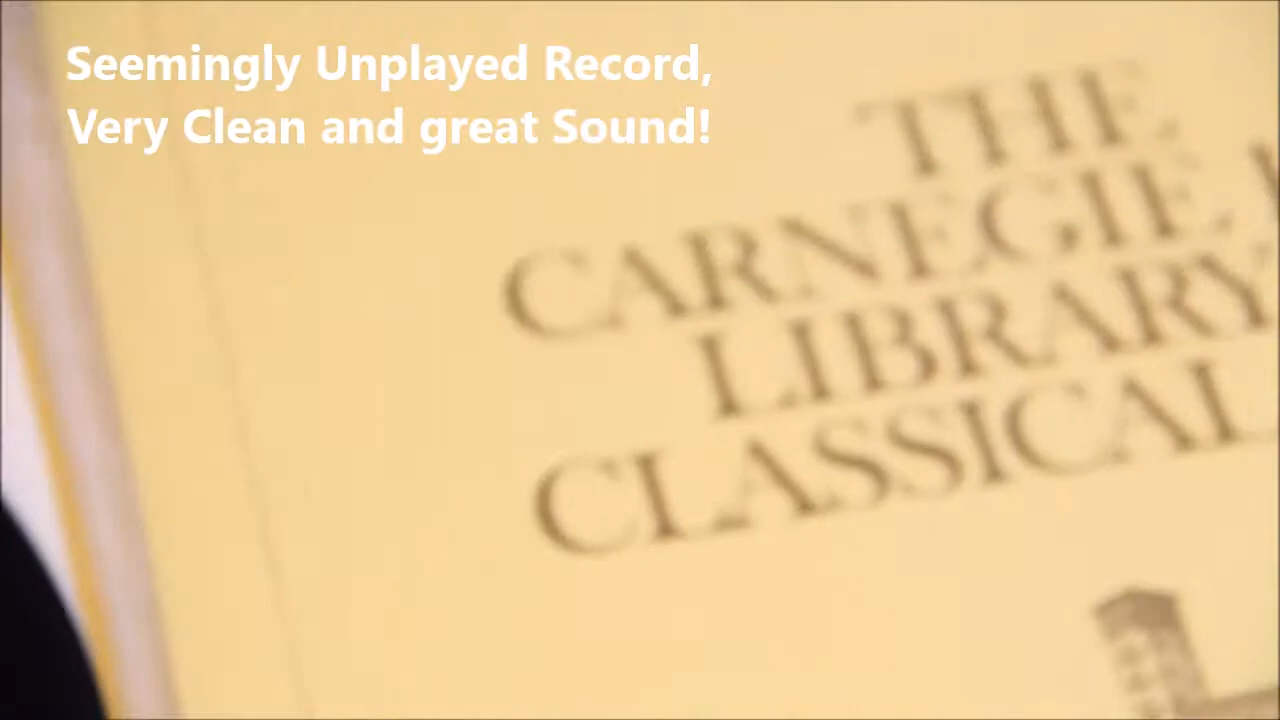 Seemingly Unplayed Record,
Very Clean and great Sound!
THE
CARNEGIE
LIBRARY
CLASSICAL